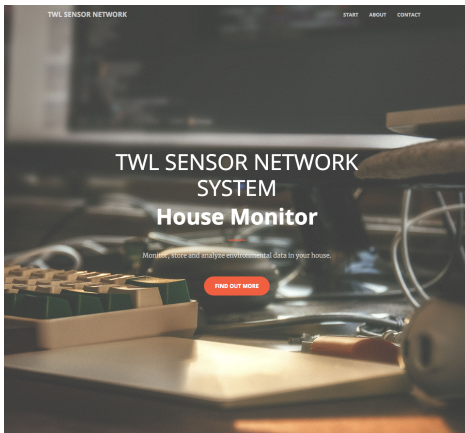 TWL SENSOR NETWORK
START ABOUT CONTACT
TWL SENSOR NETWORK
SYSTEM
House Monitor
Monitor, store and analyze environmental data in your house.
FIND OUT MORE